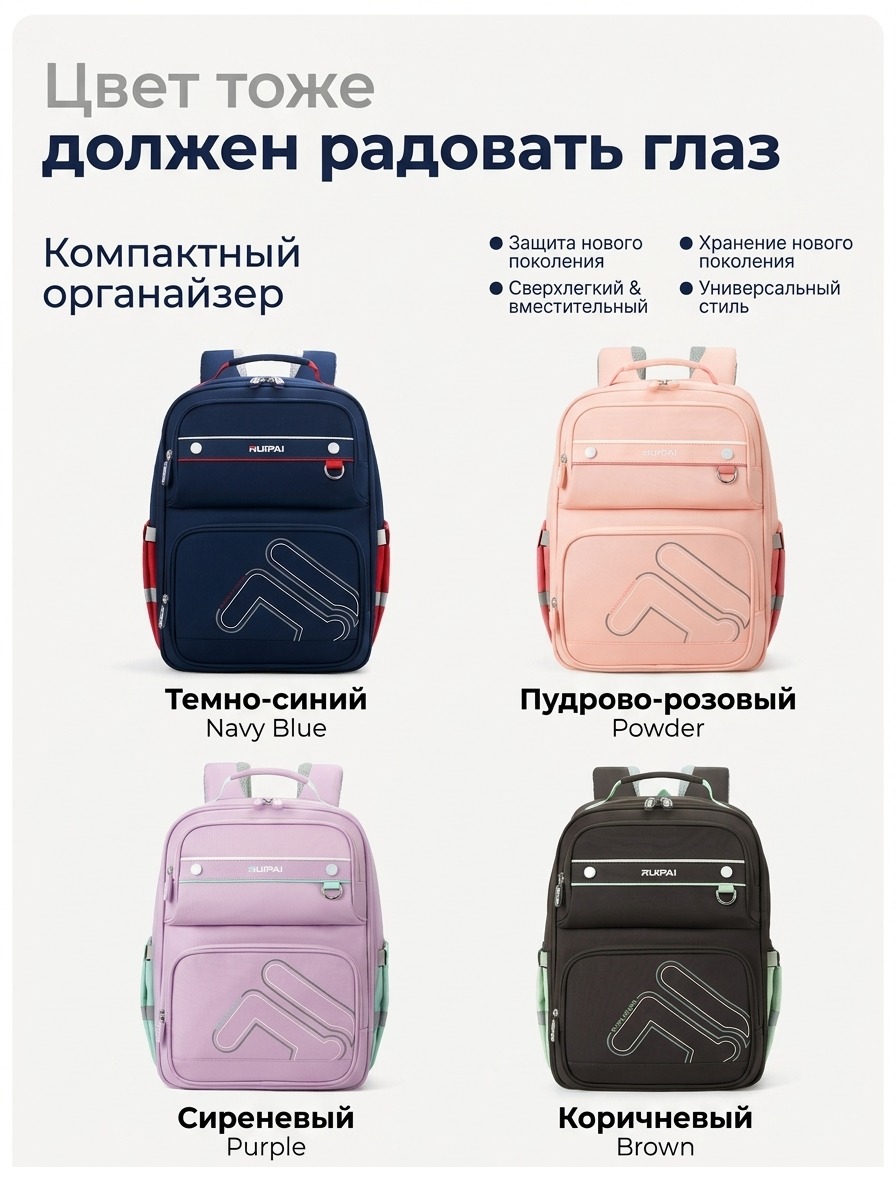 Цвет тоже
должен радовать глаз
Компактный
органайзер
● Защита нового
поколения
● Сверхлегкий &
вместительный
● Хранение нового
поколения
● Универсальный
стиль
RUIPAI
RUIPAI
Темно-синий
Navy Blue
Пудрово-розовый
Powder
RUIPAI
RUIPAI
Сиреневый
Purple
Коричневый
Brown